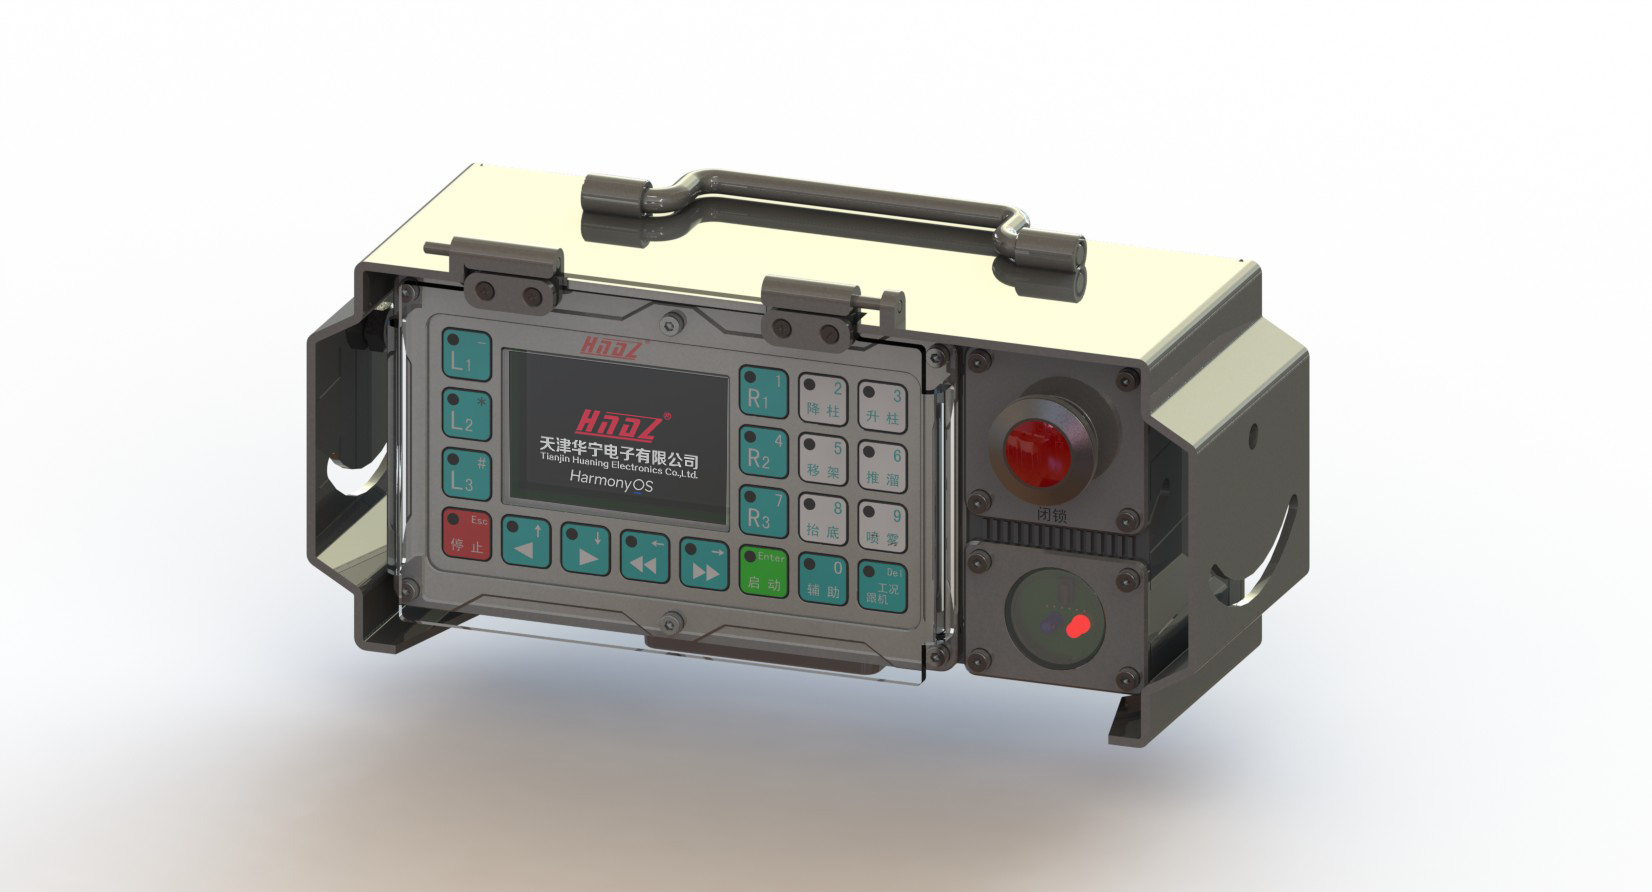 HNDZ
L1 -
L2 *
L3 #
HNDZ®
天津华宁电子有限公司
Tianjin Huaning Electronics Co.,Ltd.
HarmonyOS
R1 1
2 降柱
3 升柱
R2 4
5 移架
6 推溜
R3 7
8 抬底
9 喷雾
Esc 停止
↑ ◀
↓ ▶
← ◀◀
→ ▶▶
Enter 启动
0 辅助
Del 工况
跟机
闭锁